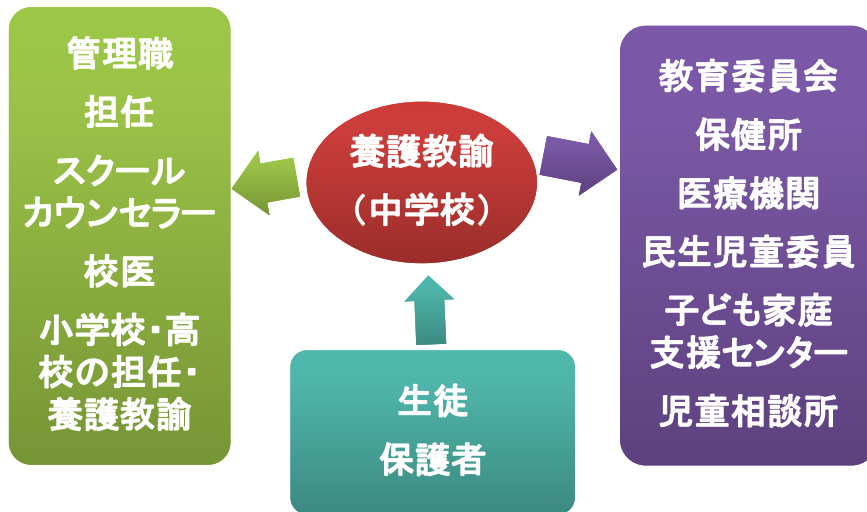 管理職
担任
スクール
カウンセラー
校医
小学校・高
校の担任・
養護教諭
養護教諭
（中学校）
生徒
保護者
教育委員会
保健所
医療機関
民生児童委員
子ども家庭
支援センター
児童相談所